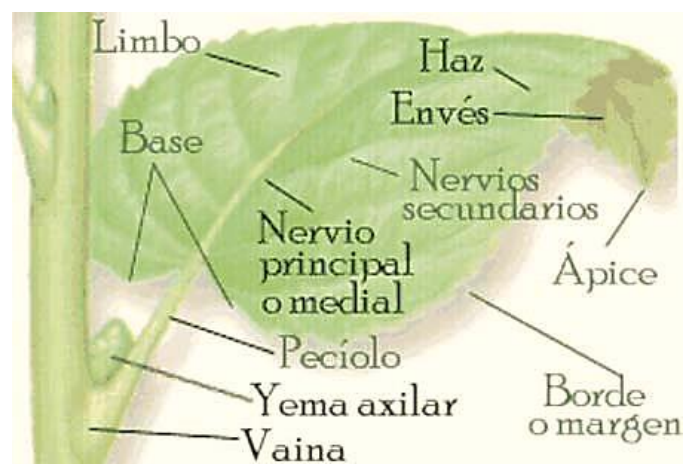 Limbo
Haz
Envés
Base
Nervios
secundarios
Nervio
principal
o medial
Ápice
Pecíolo
Borde
o margen
Yema axilar
Vaina